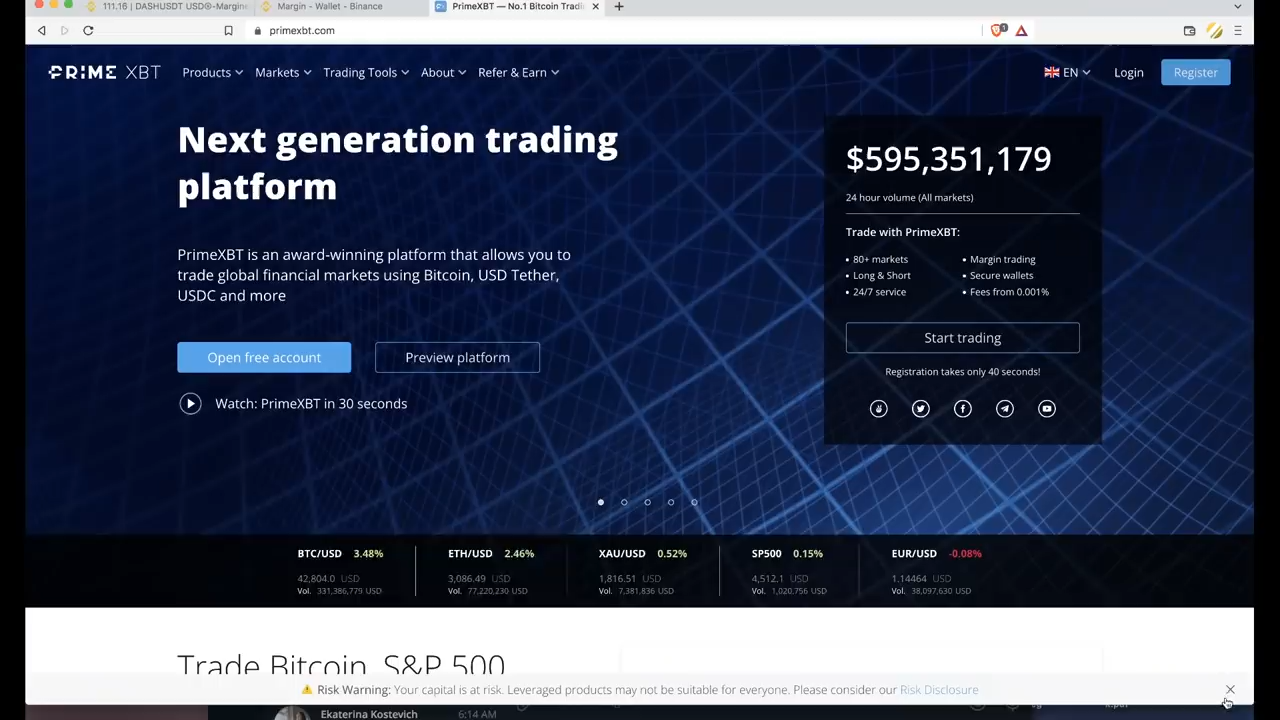 111.16 | DASHUSDT USD®-Margine
Margin - Wallet - Binance
PrimeXBT — No.1 Bitcoin Tradi
primexbt.com
PRIME XBT
Products
Markets
Trading Tools
About
Refer & Earn
EN
Login
Register
Next generation trading
platform
PrimeXBT is an award-winning platform that allows you to
trade global financial markets using Bitcoin, USD Tether,
USDC and more
Open free account
Preview platform
Watch: PrimeXBT in 30 seconds
$595,351,179
24 hour volume (All markets)
Trade with PrimeXBT:
80+ markets
Margin trading
Long & Short
Secure wallets
24/7 service
Fees from 0.001%
Start trading
Registration takes only 40 seconds!
BTC/USD 3.48%
42,804.0 USD
Vol. 331,386,779 USD
ETH/USD 2.46%
3,086.49 USD
Vol. 77,220,230 USD
XAU/USD 0.52%
1,816.51 USD
Vol. 7,381,836 USD
SP500 0.15%
4,512.1 USD
Vol. 1,020,756 USD
EUR/USD -0.08%
1.14464 USD
Vol. 38,097,630 USD
Trade Bitcoin, S&P 500
Risk Warning: Your capital is at risk. Leveraged products may not be suitable for everyone. Please consider our Risk Disclosure
Ekaterina Kostevich 6:14 AM